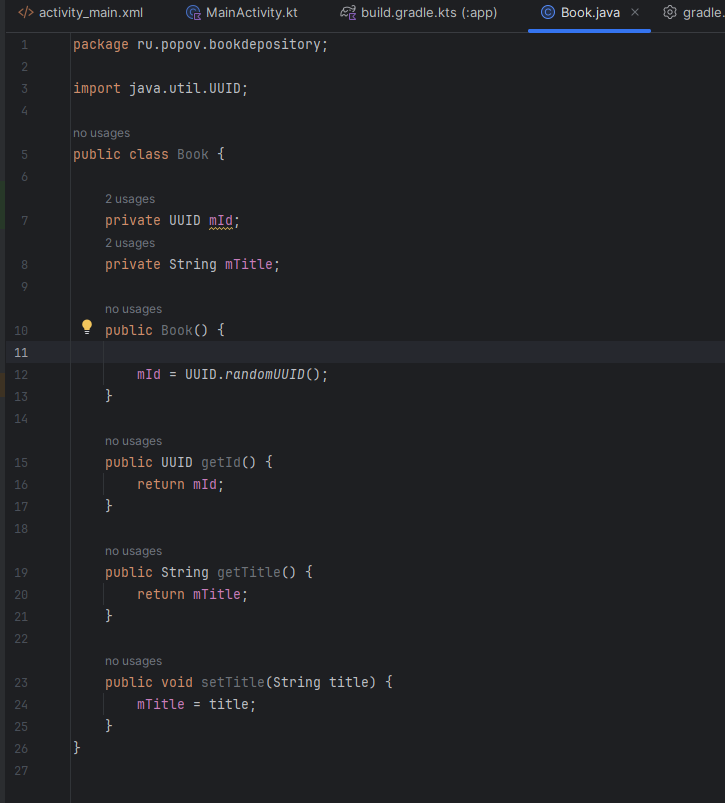 activity_main.xml MainActivity.kt build.gradle.kts (:app) Book.java gradle.
1 package ru.popov.bookdepository;
2
3 import java.util.UUID;
4
no usages
5 public class Book {
6
2 usages
7 private UUID mId;
2 usages
8 private String mTitle;
9
no usages
10 public Book() {
11
12 mId = UUID.randomUUID();
13 }
14
no usages
15 public UUID getId() {
16 return mId;
17 }
18
no usages
19 public String getTitle() {
20 return mTitle;
21 }
22
no usages
23 public void setTitle(String title) {
24 mTitle = title;
25 }
26 }
27